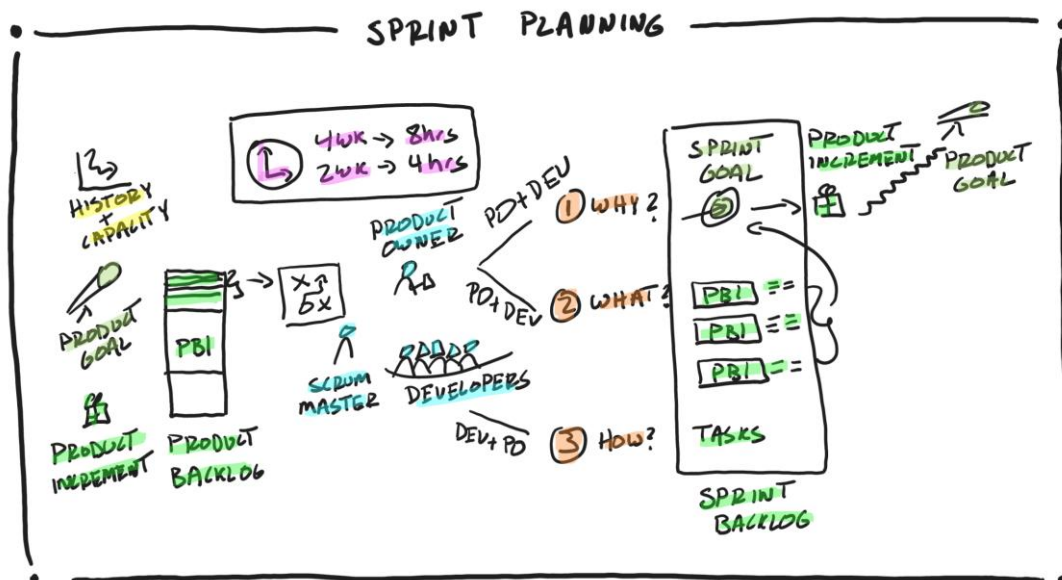 SPRINT PLANNING
4WK → 8hrs
2WK → 4hrs
HISTORY
+
CAPACITY
PRODUCT
GOAL
PRODUCT
INCREMENT
PBI
PRODUCT
BACKLOG
SCRUM
MASTER
PRODUCT
OWNER
DEVELOPERS
PO+DEV
1 WHY?
PO+DEV
2 WHAT?
DEV+PO
3 HOW?
SPRINT
GOAL
PBI
PBI
PBI
TASKS
SPRINT
BACKLOG
PRODUCT
INCREMENT
PRODUCT
GOAL